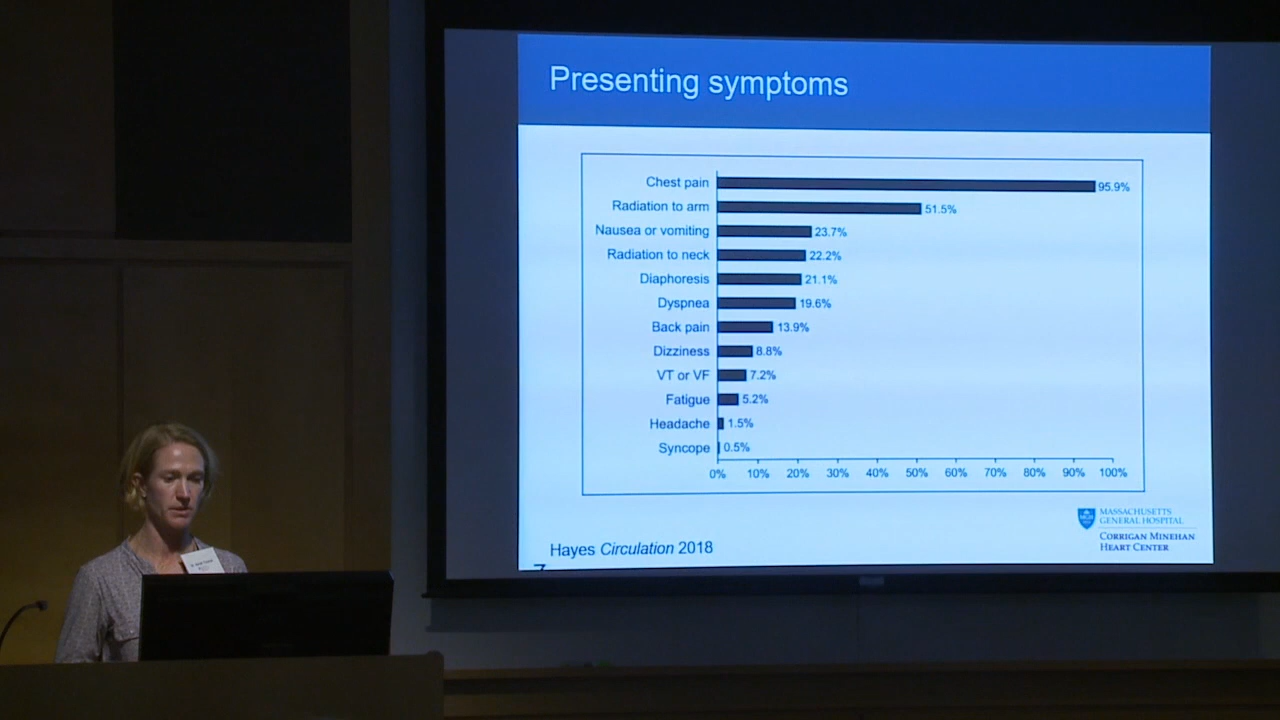 Presenting symptoms
Chest pain 95.9%
Radiation to arm 51.5%
Nausea or vomiting 23.7%
Radiation to neck 22.2%
Diaphoresis 21.1%
Dyspnea 19.6%
Back pain 13.9%
Dizziness 8.8%
VT or VF 7.2%
Fatigue 5.2%
Headache 1.5%
Syncope 0.5%
0% 10% 20% 30% 40% 50% 60% 70% 80% 90% 100%
MASSACHUSETTS
GENERAL HOSPITAL
CORRIGAN MINEHAN
HEART CENTER
Hayes Circulation 2018